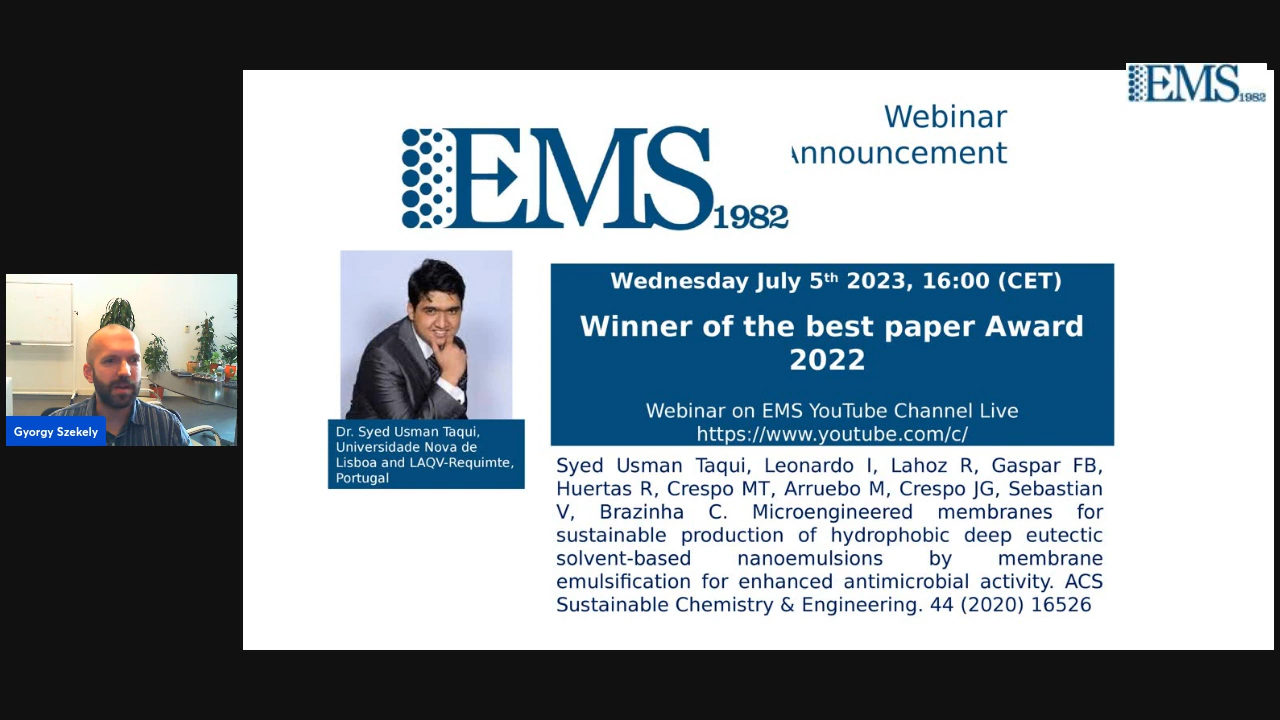 EMS 1982
Webinar
Announcement
EMS 1982
Wednesday July 5th 2023, 16:00 (CET)
Winner of the best paper Award
2022
Webinar on EMS YouTube Channel Live
https://www.youtube.com/c/
Gyorgy Szekely
Dr. Syed Usman Taqui,
Universidade Nova de
Lisboa and LAQV-Requimte,
Portugal
Syed Usman Taqui, Leonardo I, Lahoz R, Gaspar FB,
Huertas R, Crespo MT, Arruebo M, Crespo JG, Sebastian
V, Brazinha C. Microengineered membranes for
sustainable production of hydrophobic deep eutectic
solvent-based nanoemulsions by membrane
emulsification for enhanced antimicrobial activity. ACS
Sustainable Chemistry & Engineering. 44 (2020) 16526